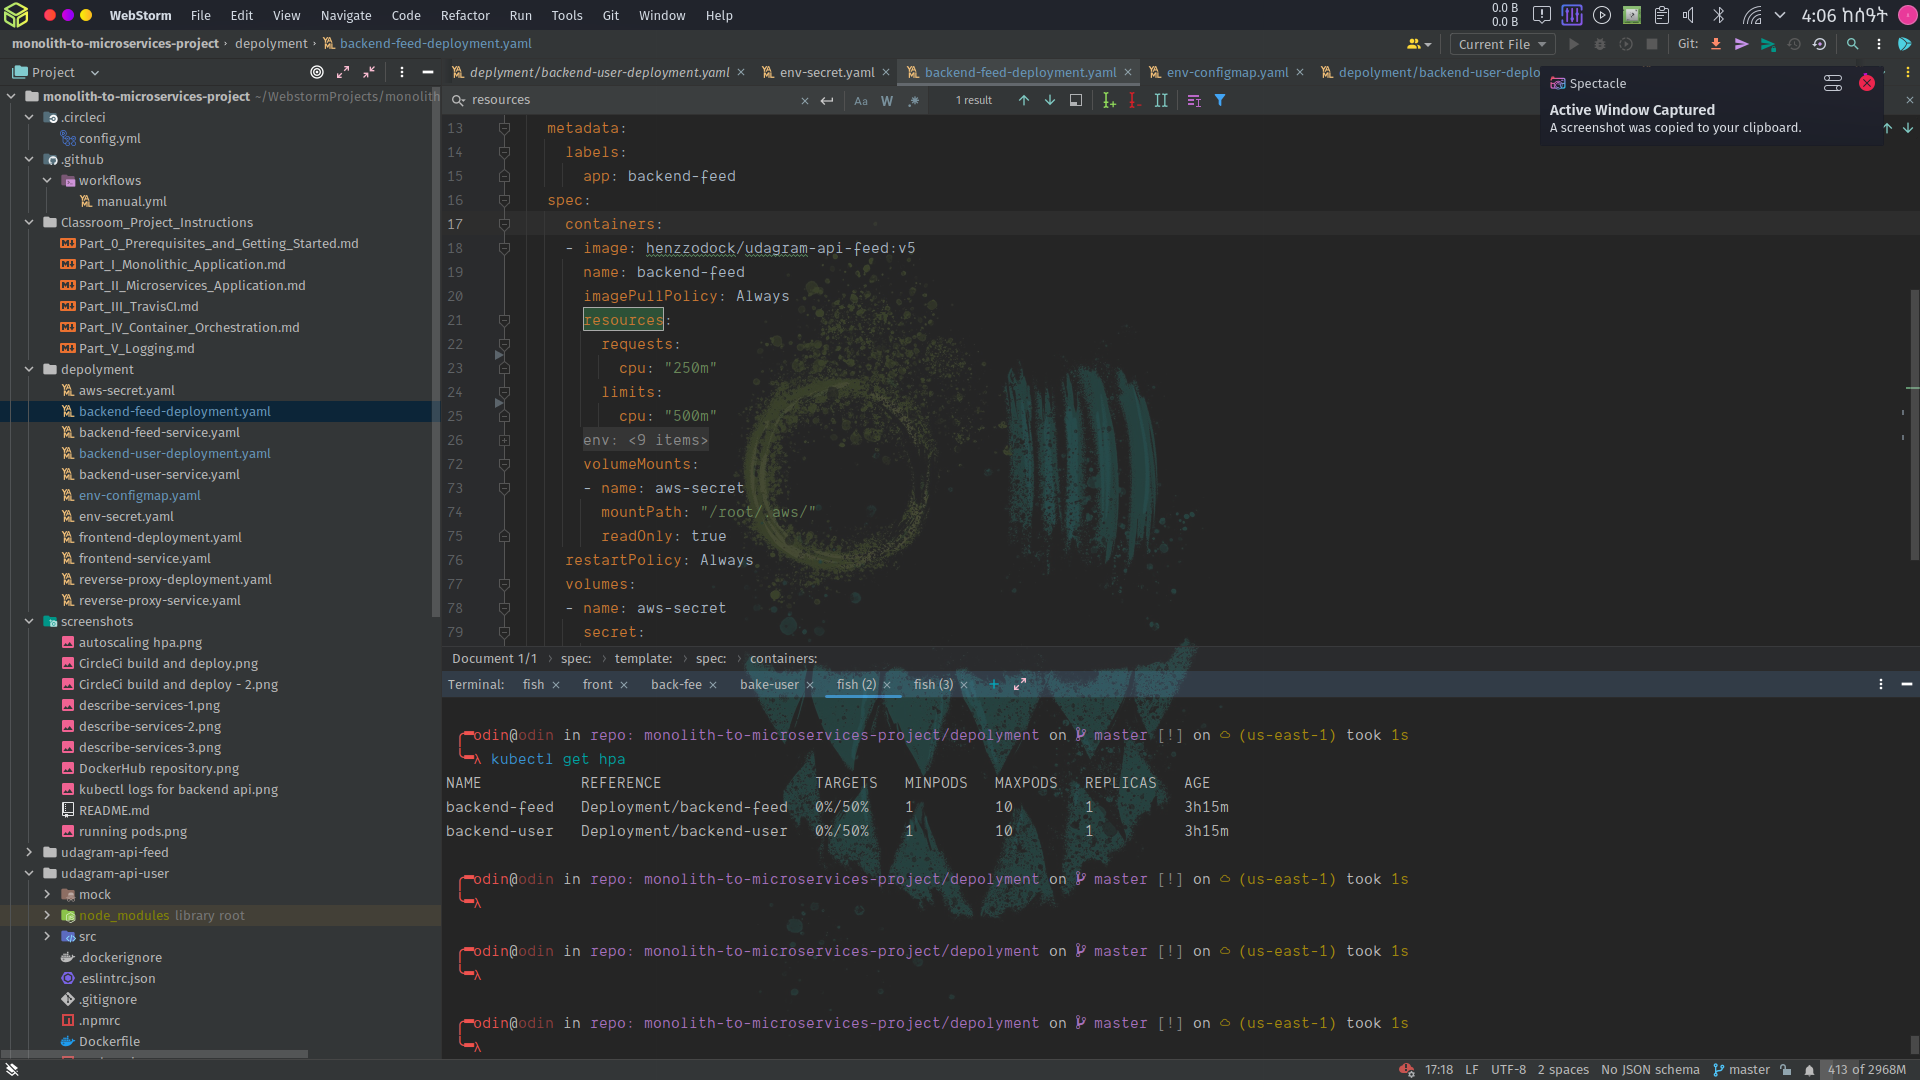 WebStorm File Edit View Navigate Code Refactor Run Tools Git Window Help
0.0 B
0.0 B
4:06 ከሰዓት
monolith-to-microservices-project › depolyment › backend-feed-deployment.yaml
Current File
Git:
Project
deplyment/backend-user-deployment.yaml
env-secret.yaml
backend-feed-deployment.yaml
env-configmap.yaml
depolyment/backend-user-deplo
resources
Aa W .*
1 result
Spectacle
Active Window Captured
A screenshot was copied to your clipboard.
monolith-to-microservices-project ~/WebstormProjects/monolith
.circleci
config.yml
.github
workflows
manual.yml
Classroom_Project_Instructions
Part_0_Prerequisites_and_Getting_Started.md
Part_I_Monolithic_Application.md
Part_II_Microservices_Application.md
Part_III_TravisCI.md
Part_IV_Container_Orchestration.md
Part_V_Logging.md
depolyment
aws-secret.yaml
backend-feed-deployment.yaml
backend-feed-service.yaml
backend-user-deployment.yaml
backend-user-service.yaml
env-configmap.yaml
env-secret.yaml
frontend-deployment.yaml
frontend-service.yaml
reverse-proxy-deployment.yaml
reverse-proxy-service.yaml
screenshots
autoscaling hpa.png
CircleCi build and deploy.png
CircleCi build and deploy - 2.png
describe-services-1.png
describe-services-2.png
describe-services-3.png
DockerHub repository.png
kubectl logs for backend api.png
README.md
running pods.png
udagram-api-feed
udagram-api-user
mock
node_modules library root
src
.dockerignore
.eslintrc.json
.gitignore
.npmrc
Dockerfile
13 metadata:
14 labels:
15 app: backend-feed
16 spec:
17 containers:
18 - image: henzzodock/udagram-api-feed:v5
19 name: backend-feed
20 imagePullPolicy: Always
21 resources:
22 requests:
23 cpu: "250m"
24 limits:
25 cpu: "500m"
26 env: <9 items>
72 volumeMounts:
73 - name: aws-secret
74 mountPath: "/root/.aws/"
75 readOnly: true
76 restartPolicy: Always
77 volumes:
78 - name: aws-secret
79 secret:
Document 1/1 › spec: › template: › spec: › containers:
Terminal: fish × front × back-fee × bake-user × fish (2) × fish (3) × +
odin@odin in repo: monolith-to-microservices-project/depolyment on master [!] on (us-east-1) took 1s
λ kubectl get hpa
NAME REFERENCE TARGETS MINPODS MAXPODS REPLICAS AGE
backend-feed Deployment/backend-feed 0%/50% 1 10 1 3h15m
backend-user Deployment/backend-user 0%/50% 1 10 1 3h15m
odin@odin in repo: monolith-to-microservices-project/depolyment on master [!] on (us-east-1) took 1s
λ
odin@odin in repo: monolith-to-microservices-project/depolyment on master [!] on (us-east-1) took 1s
λ
odin@odin in repo: monolith-to-microservices-project/depolyment on master [!] on (us-east-1) took 1s
λ
17:18 LF UTF-8 2 spaces No JSON schema master 413 of 2968M